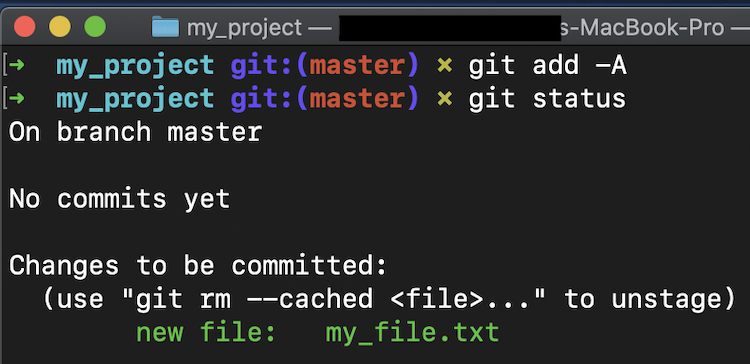 my_project — s-MacBook-Pro —
[➜  my_project git:(master) × git add -A
[➜  my_project git:(master) × git status
On branch master
No commits yet
Changes to be committed:
  (use "git rm --cached <file>..." to unstage)
        new file:   my_file.txt